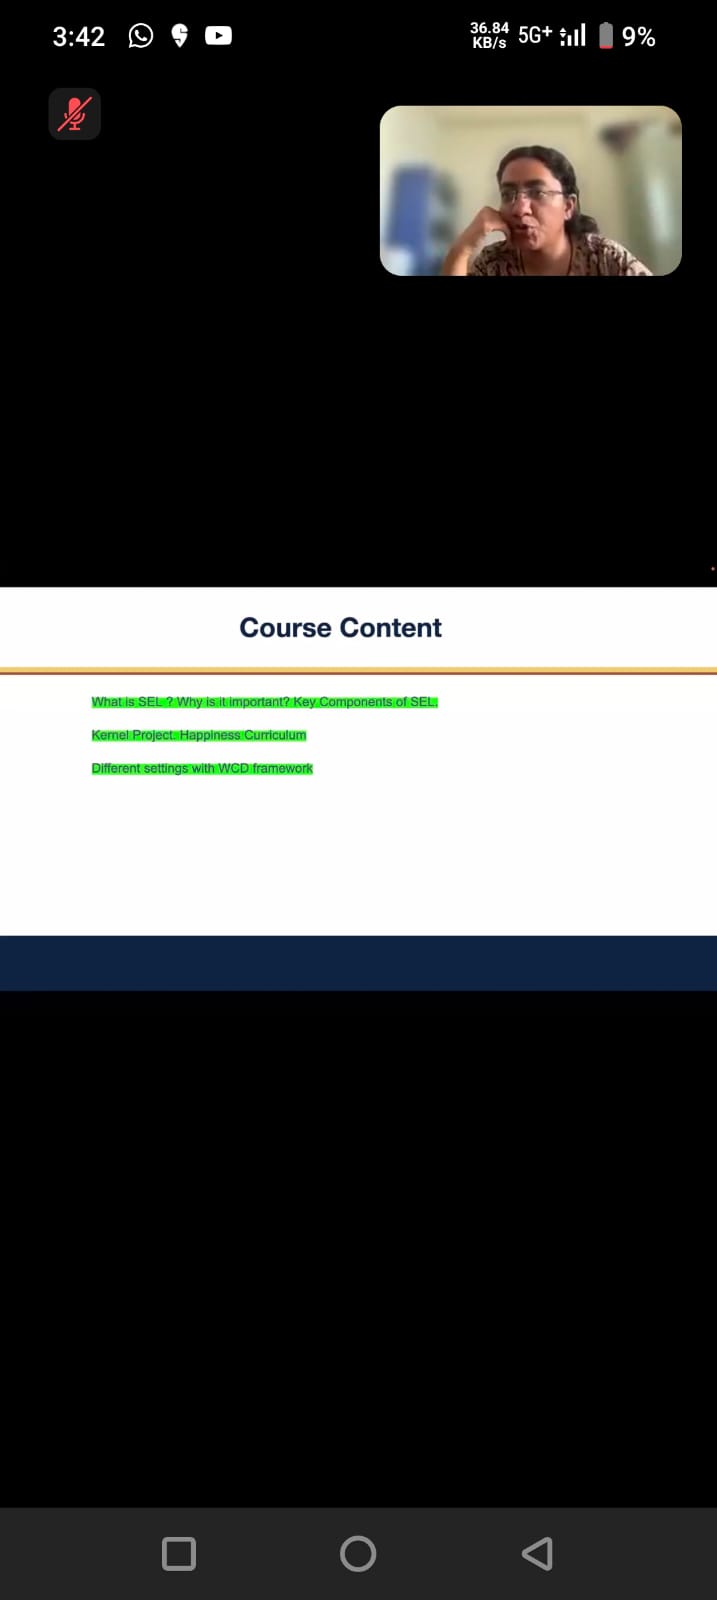 3:42
36.84
KB/s
5G+
9%
Course Content
What is SEL ? Why is it important? Key Components of SEL.
Kernel Project. Happiness Curriculum
Different settings with WCD framework